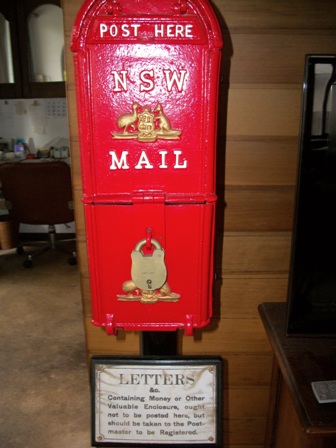 POST HERE
NSW
MAIL
LETTERS
&c.
Containing Money or Other
Valuable Enclosure, ought
not to be posted here, but
should be taken to the Post-
master to be Registered.